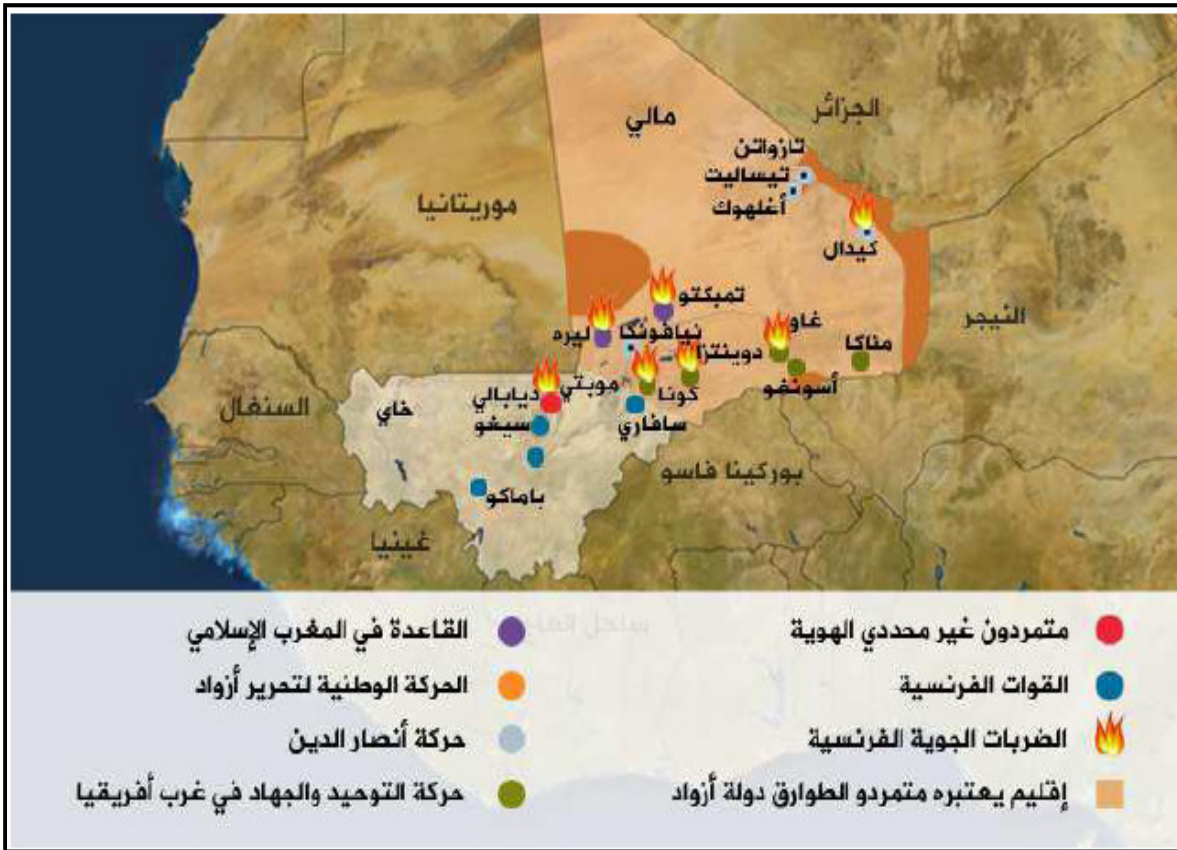 مالي
الجزائر
تازواتن
تيساليت
أغلهوك
موريتانيا
كيدال
تمبكتو
النيجر
نيافونكا
غاو
ليره
دوينتزا
مناكا
أسونغو
موبتي
كونا
ديابالي
خاي
السنغال
سيغو
سافاري
بوركينا فاسو
باماكو
غينيا
متمردون غير محددي الهوية
القوات الفرنسية
الضربات الجوية الفرنسية
إقليم يعتبره متمردو الطوارق دولة أزواد
القاعدة في المغرب الإسلامي
الحركة الوطنية لتحرير أزواد
حركة أنصار الدين
حركة التوحيد والجهاد في غرب أفريقيا
ساحل